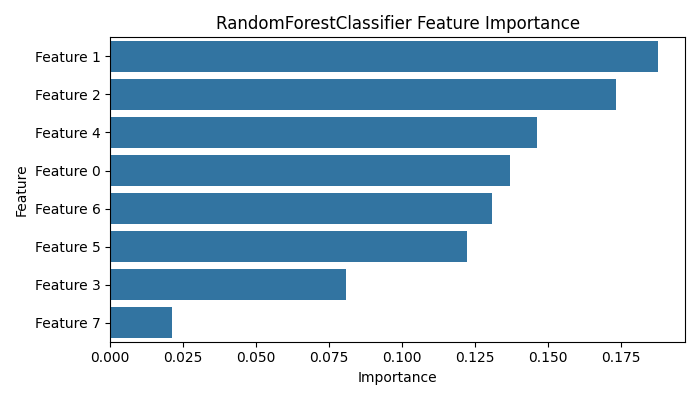 RandomForestClassifier Feature Importance
Feature
Feature 1
Feature 2
Feature 4
Feature 0
Feature 6
Feature 5
Feature 3
Feature 7
0.000 0.025 0.050 0.075 0.100 0.125 0.150 0.175
Importance